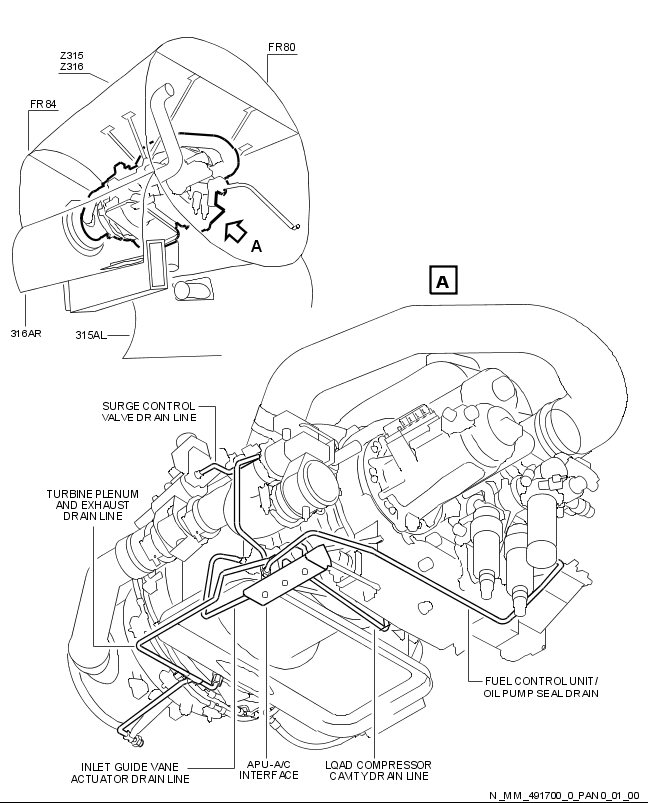 Z315
Z316
FR80
FR84
A
A
316AR
315AL
SURGE CONTROL
VALVE DRAIN LINE
TURBINE PLENUM
AND EXHAUST
DRAIN LINE
FUEL CONTROL UNIT/
OIL PUMP SEAL DRAIN
INLET GUIDE VANE
ACTUATOR DRAIN LINE
APU-A/C
INTERFACE
LOAD COMPRESSOR
CAVITY DRAIN LINE
N_MM_491700_0_PAN0_01_00